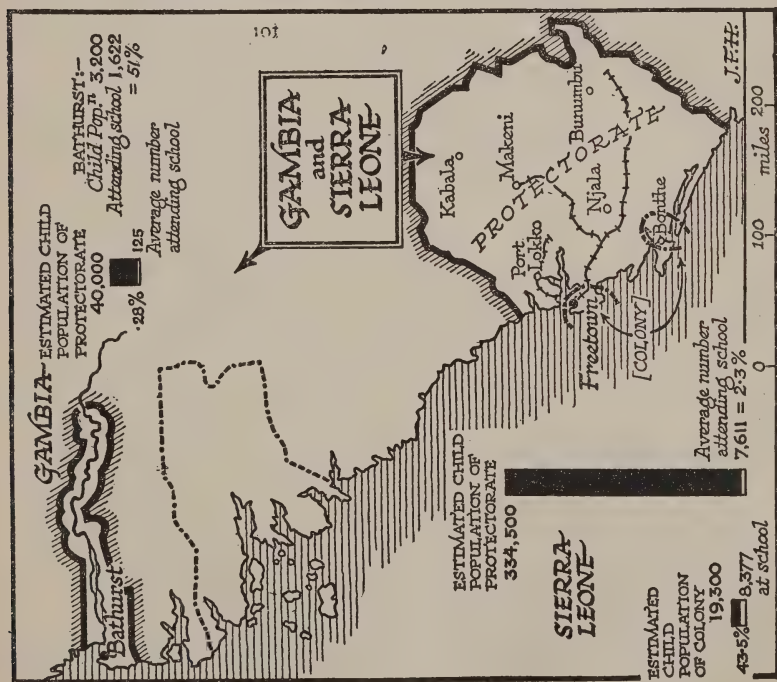 101
GAMBIA
ESTIMATED CHILD
POPULATION OF
PROTECTORATE
40,000
.28%
125
Average number
attending school
BATHURST:-
Child Pop.ⁿ 3,200
Attending school 1,622
= 51%
Bathurst
GAMBIA
and
SIERRA
LEONE
Kabala
Makeni
Port
Lokko
PROTECTORATE
Bunumbu
Njala
Freetown
Bonthe
[COLONY]
SIERRA
LEONE
ESTIMATED CHILD
POPULATION OF
PROTECTORATE
334,500
Average number
attending school
7,611 = 2.3%
ESTIMATED
CHILD
POPULATION
OF COLONY
19,300
43.5%
8,377
at school
0
100
200
miles
J.F.H.